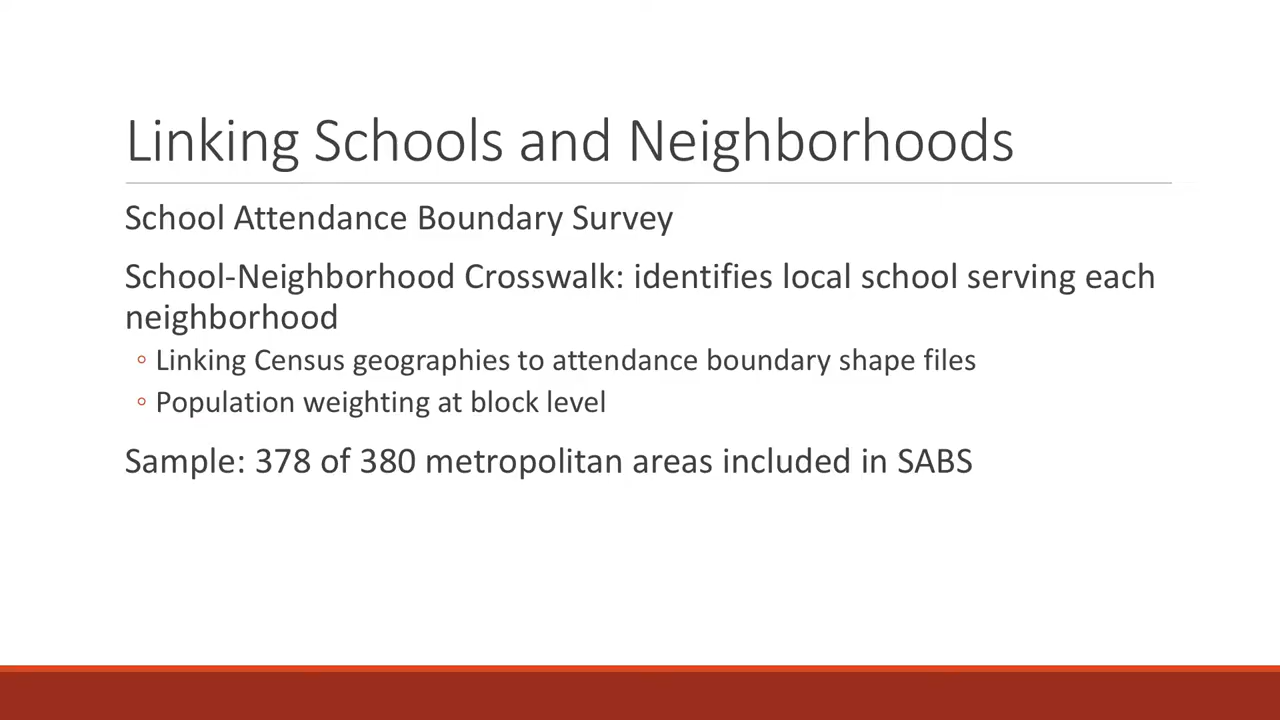 Linking Schools and Neighborhoods
School Attendance Boundary Survey
School-Neighborhood Crosswalk: identifies local school serving each
neighborhood
◦ Linking Census geographies to attendance boundary shape files
◦ Population weighting at block level
Sample: 378 of 380 metropolitan areas included in SABS